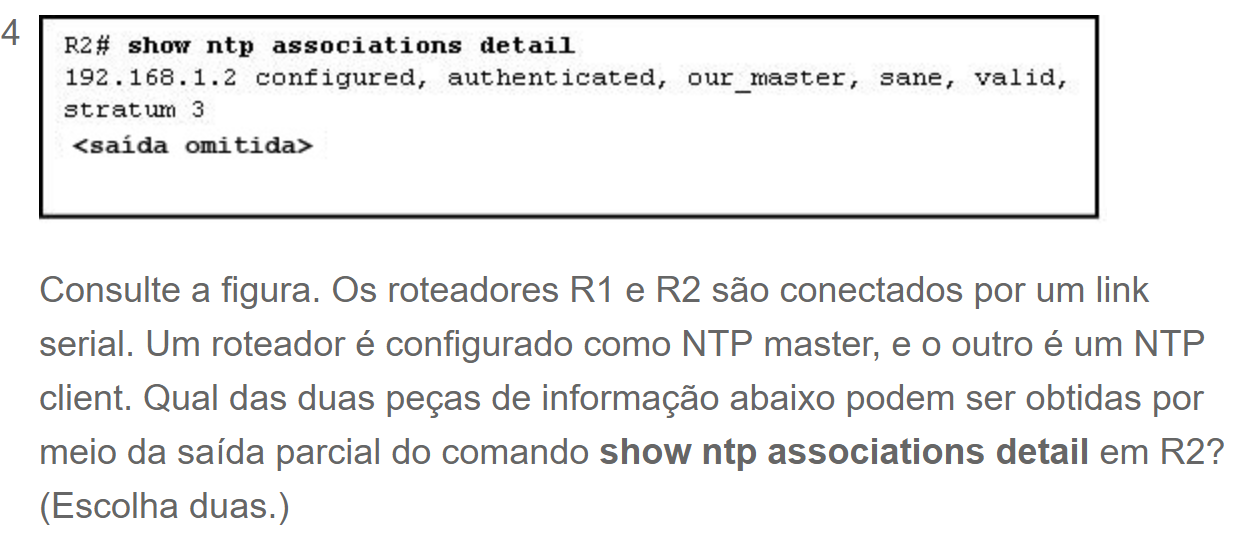 4
R2# show ntp associations detail
192.168.1.2 configured, authenticated, our_master, sane, valid,
stratum 3
<saída omitida>
Consulte a figura. Os roteadores R1 e R2 são conectados por um link
serial. Um roteador é configurado como NTP master, e o outro é um NTP
client. Qual das duas peças de informação abaixo podem ser obtidas por
meio da saída parcial do comando show ntp associations detail em R2?
(Escolha duas.)